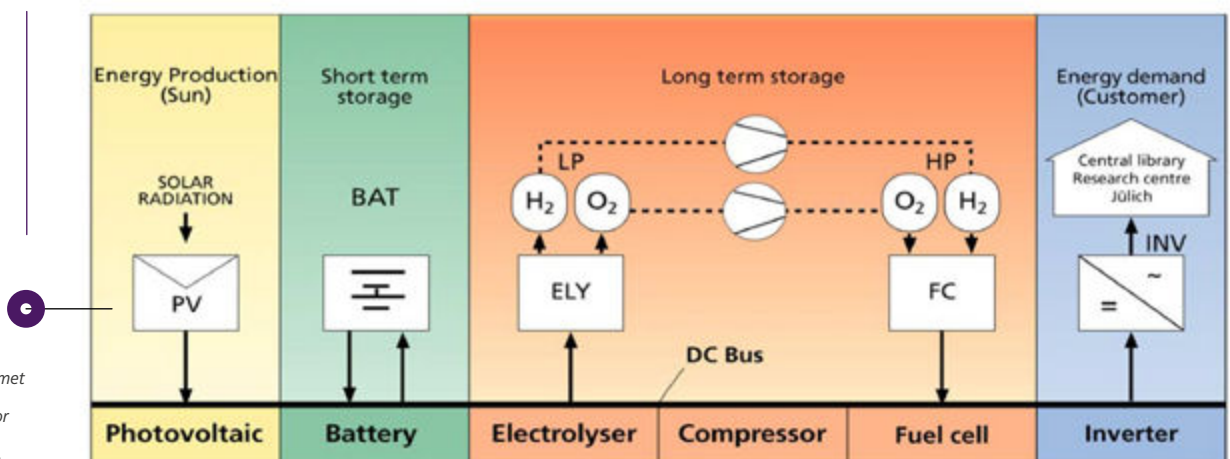 Energy Production
(Sun)
Short term
storage
Long term storage
Energy demand
(Customer)
SOLAR
RADIATION
BAT
LP
HP
H2
O2
O2
H2
Central library
Research centre
Jülich
INV
PV
ELY
FC
=
~
DC Bus
met
or
Photovoltaic
Battery
Electrolyser
Compressor
Fuel cell
Inverter